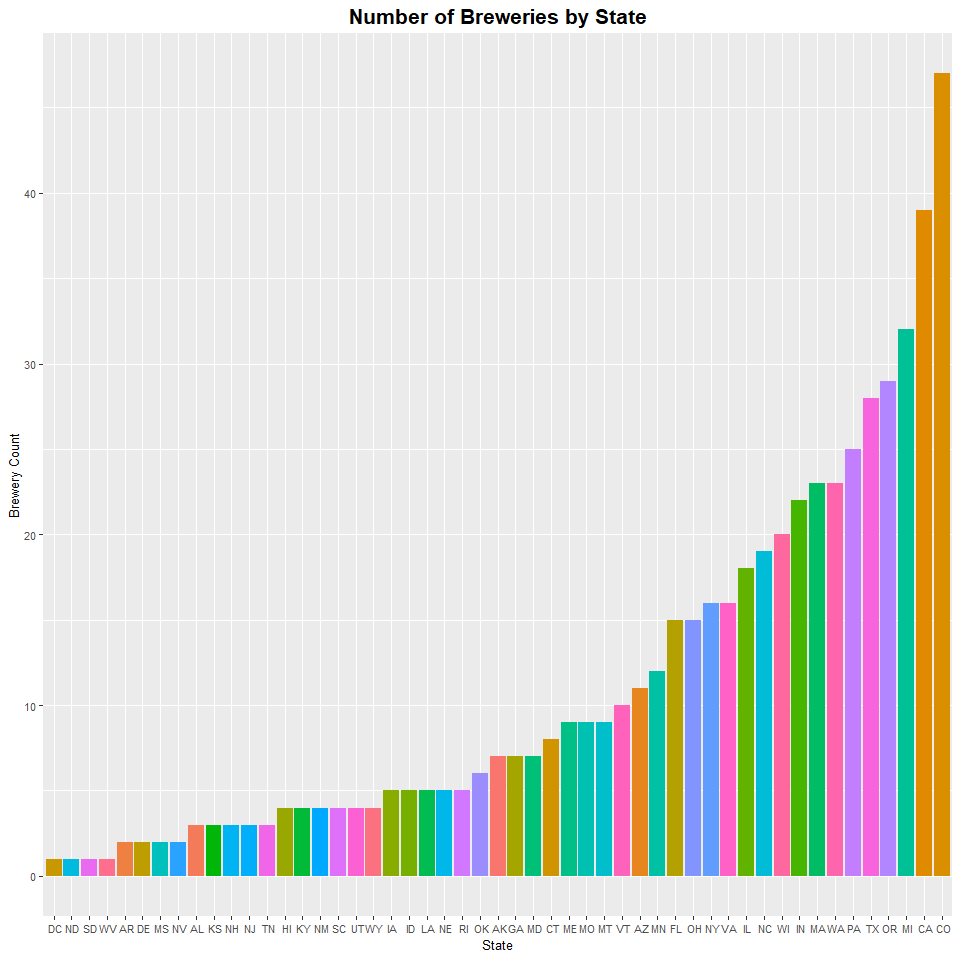 Number of Breweries by State
Brewery Count
40
30
20
10
0
DC ND SD WV AR DE MS NV AL KS NH NJ TN HI KY NM SC UT WY IA ID LA NE RI OK AK GA MD CT ME MO MT VT AZ MN FL OH NY VA IL NC WI IN MA WA PA TX OR MI CA CO
State